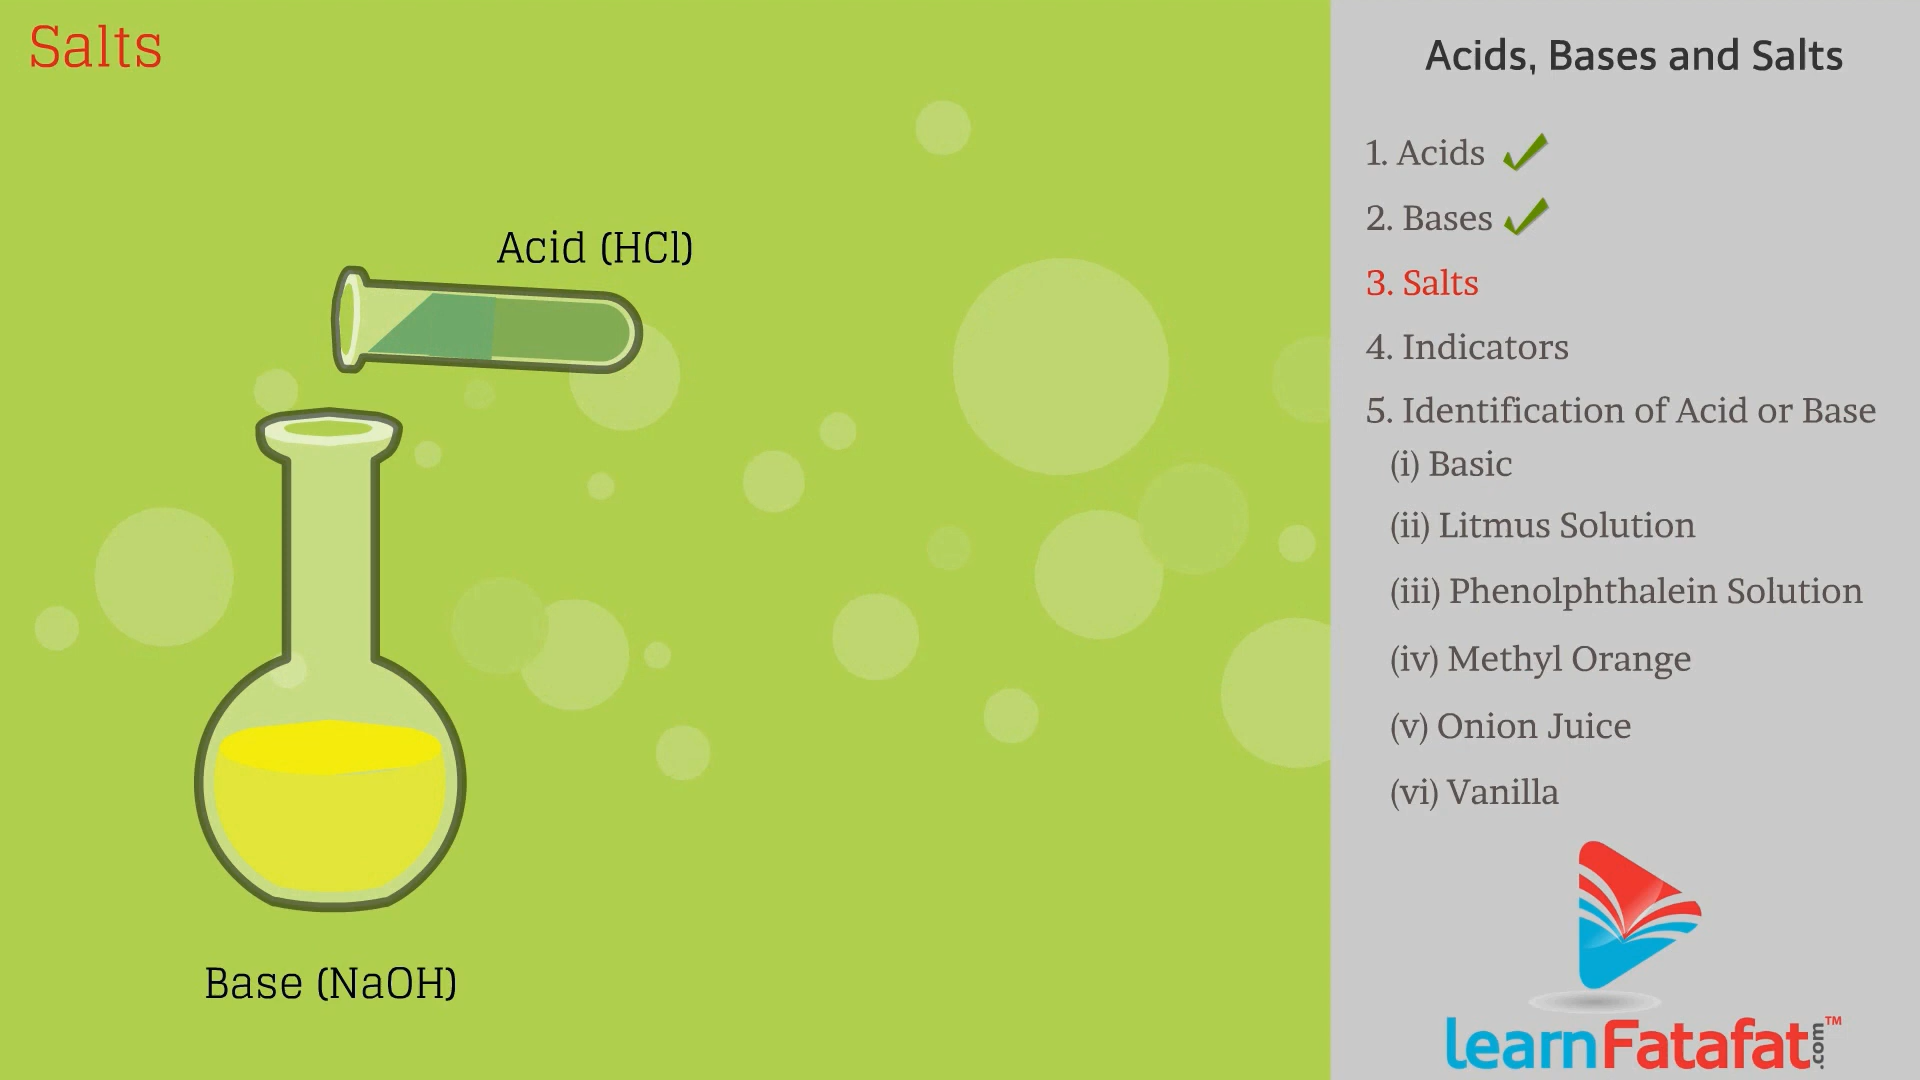 Salts
Acid (HCl)
Base (NaOH)
Acids, Bases and Salts
1. Acids
2. Bases
3. Salts
4. Indicators
5. Identification of Acid or Base
(i) Basic
(ii) Litmus Solution
(iii) Phenolphthalein Solution
(iv) Methyl Orange
(v) Onion Juice
(vi) Vanilla
learnFatafat.com™